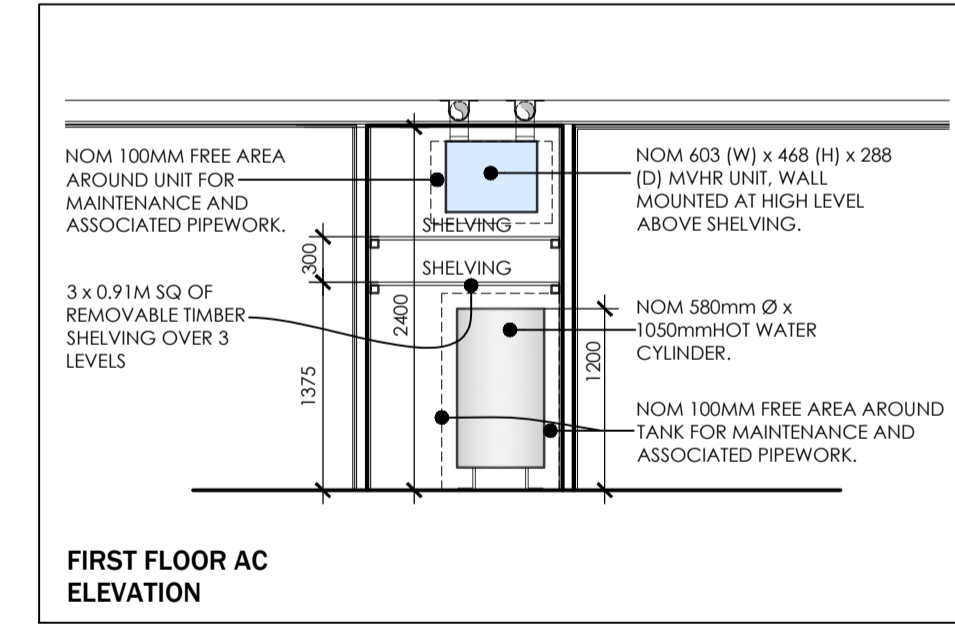 NOM 100MM FREE AREA
AROUND UNIT FOR
MAINTENANCE AND
ASSOCIATED PIPEWORK.
NOM 603 (W) x 468 (H) x 288
(D) MVHR UNIT, WALL
MOUNTED AT HIGH LEVEL
ABOVE SHELVING.
SHELVING
300
SHELVING
3 x 0.91M SQ OF
REMOVABLE TIMBER
SHELVING OVER 3
LEVELS
2400
1375
NOM 580mm Ø x
1050mmHOT WATER
CYLINDER.
1200
NOM 100MM FREE AREA AROUND
TANK FOR MAINTENANCE AND
ASSOCIATED PIPEWORK.
FIRST FLOOR AC
ELEVATION